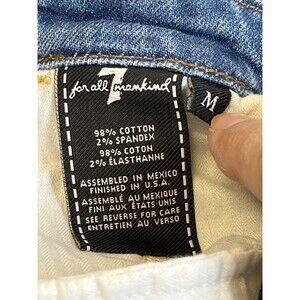 7
for all mankind
M
98% COTTON
2% SPANDEX
98% COTON
2% ÉLASTHANNE
ASSEMBLED IN MEXICO
FINISHED IN U.S.A.
ASSEMBLÉ AU MEXIQUE
FINI AUX ÉTATS-UNIS
SEE REVERSE FOR CARE
ENTRETIEN AU VERSO